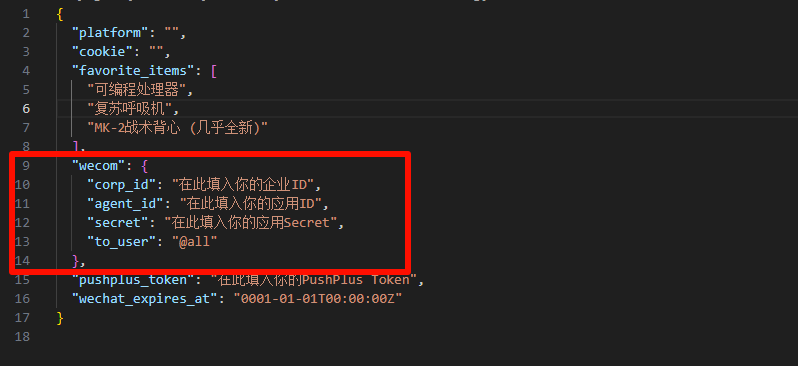 1 {
2 "platform": "",
3 "cookie": "",
4 "favorite_items": [
5 "可编程处理器",
6 "复苏呼吸机",
7 "MK-2战术背心 (几乎全新)"
8 ],
9 "wecom": {
10 "corp_id": "在此填入你的企业ID",
11 "agent_id": "在此填入你的应用ID",
12 "secret": "在此填入你的应用Secret",
13 "to_user": "@all"
14 },
15 "pushplus_token": "在此填入你的PushPlus Token",
16 "wechat_expires_at": "0001-01-01T00:00:00Z"
17 }
18